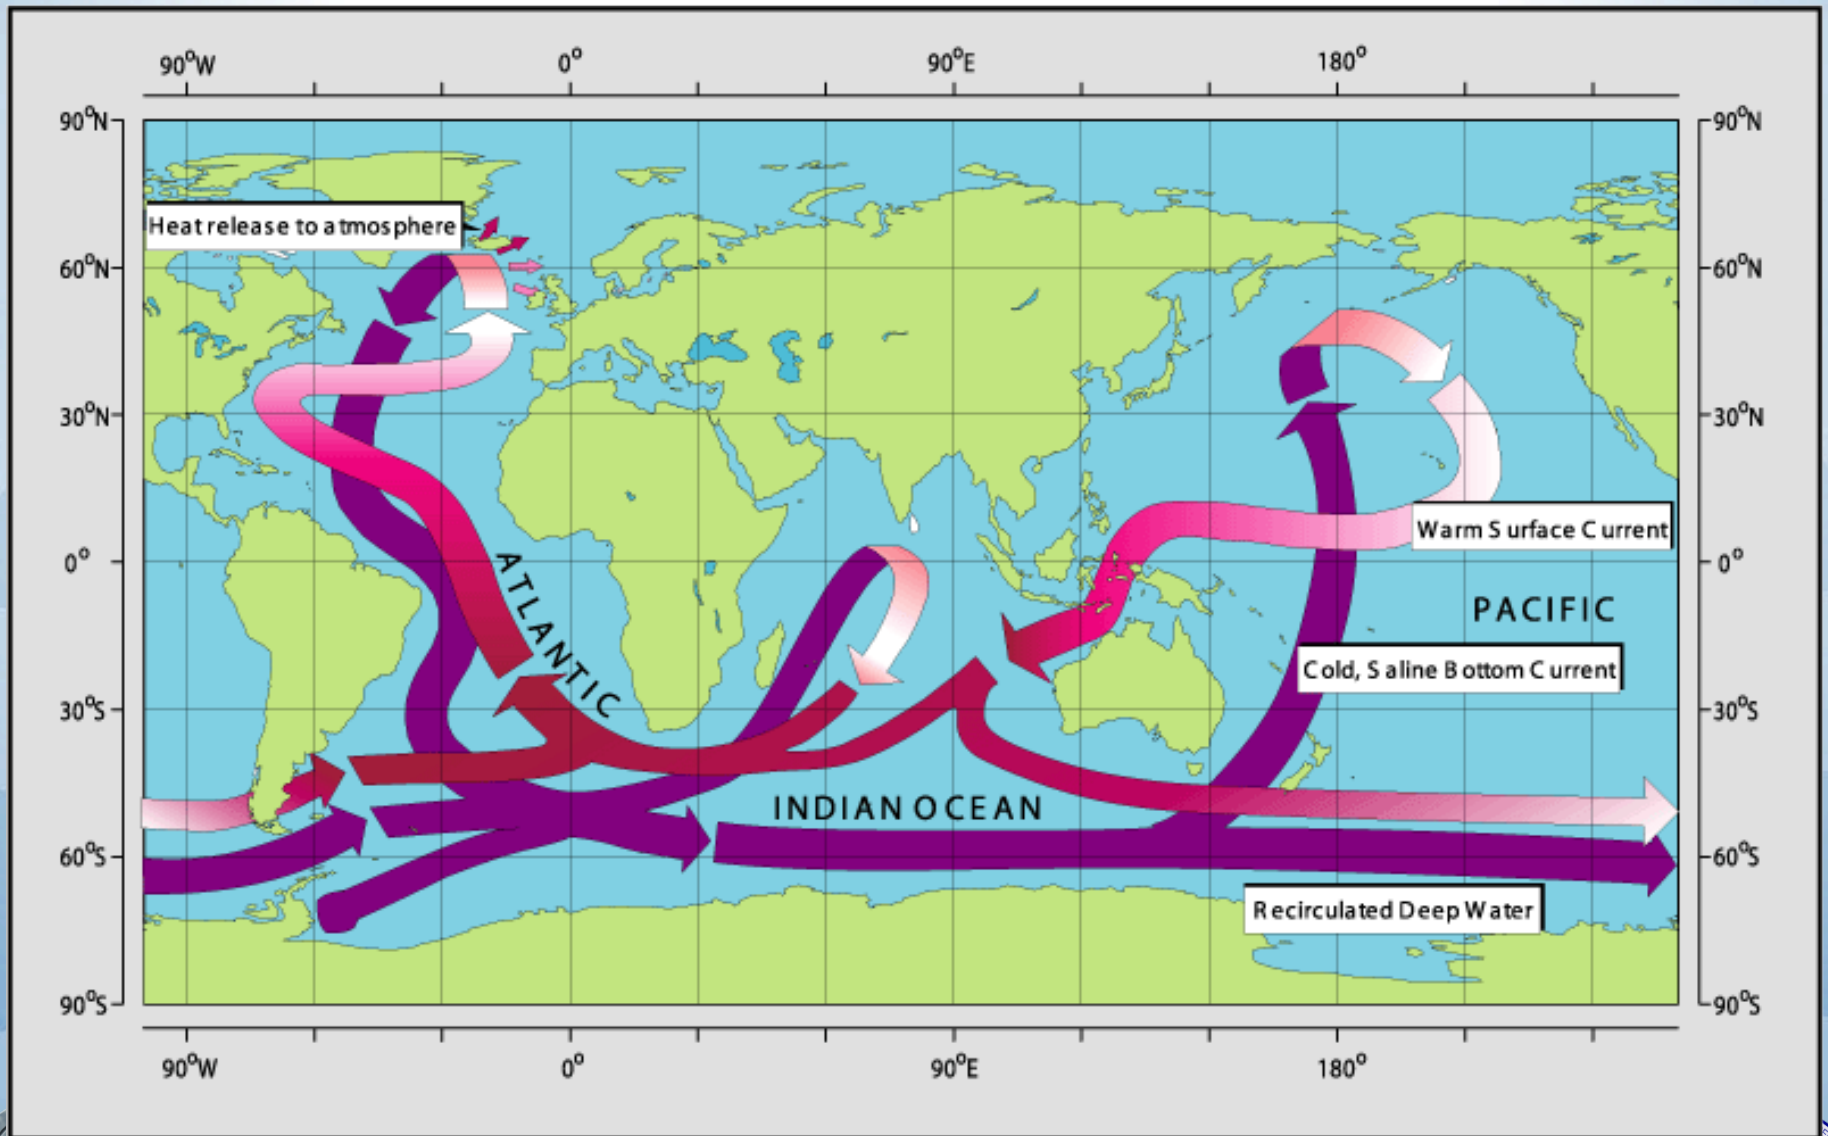 90°W 0° 90°E 180°
90°N 90°N
Heat release to atmosphere
60°N 60°N
30°N 30°N
Warm Surface Current
0° 0°
ATLANTIC
PACIFIC
Cold, Saline Bottom Current
30°S 30°S
INDIAN OCEAN
60°S 60°S
Recirculated Deep Water
90°S 90°S
90°W 0° 90°E 180°